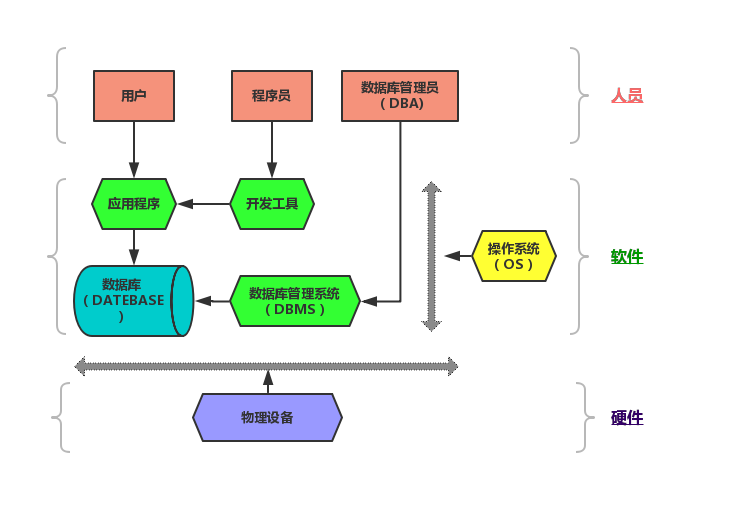 用户
程序员
数据库管理员
（DBA)
人员
应用程序
开发工具
操作系统
（OS）
软件
数据库
（DATEBASE
）
数据库管理系统
（DBMS）
物理设备
硬件